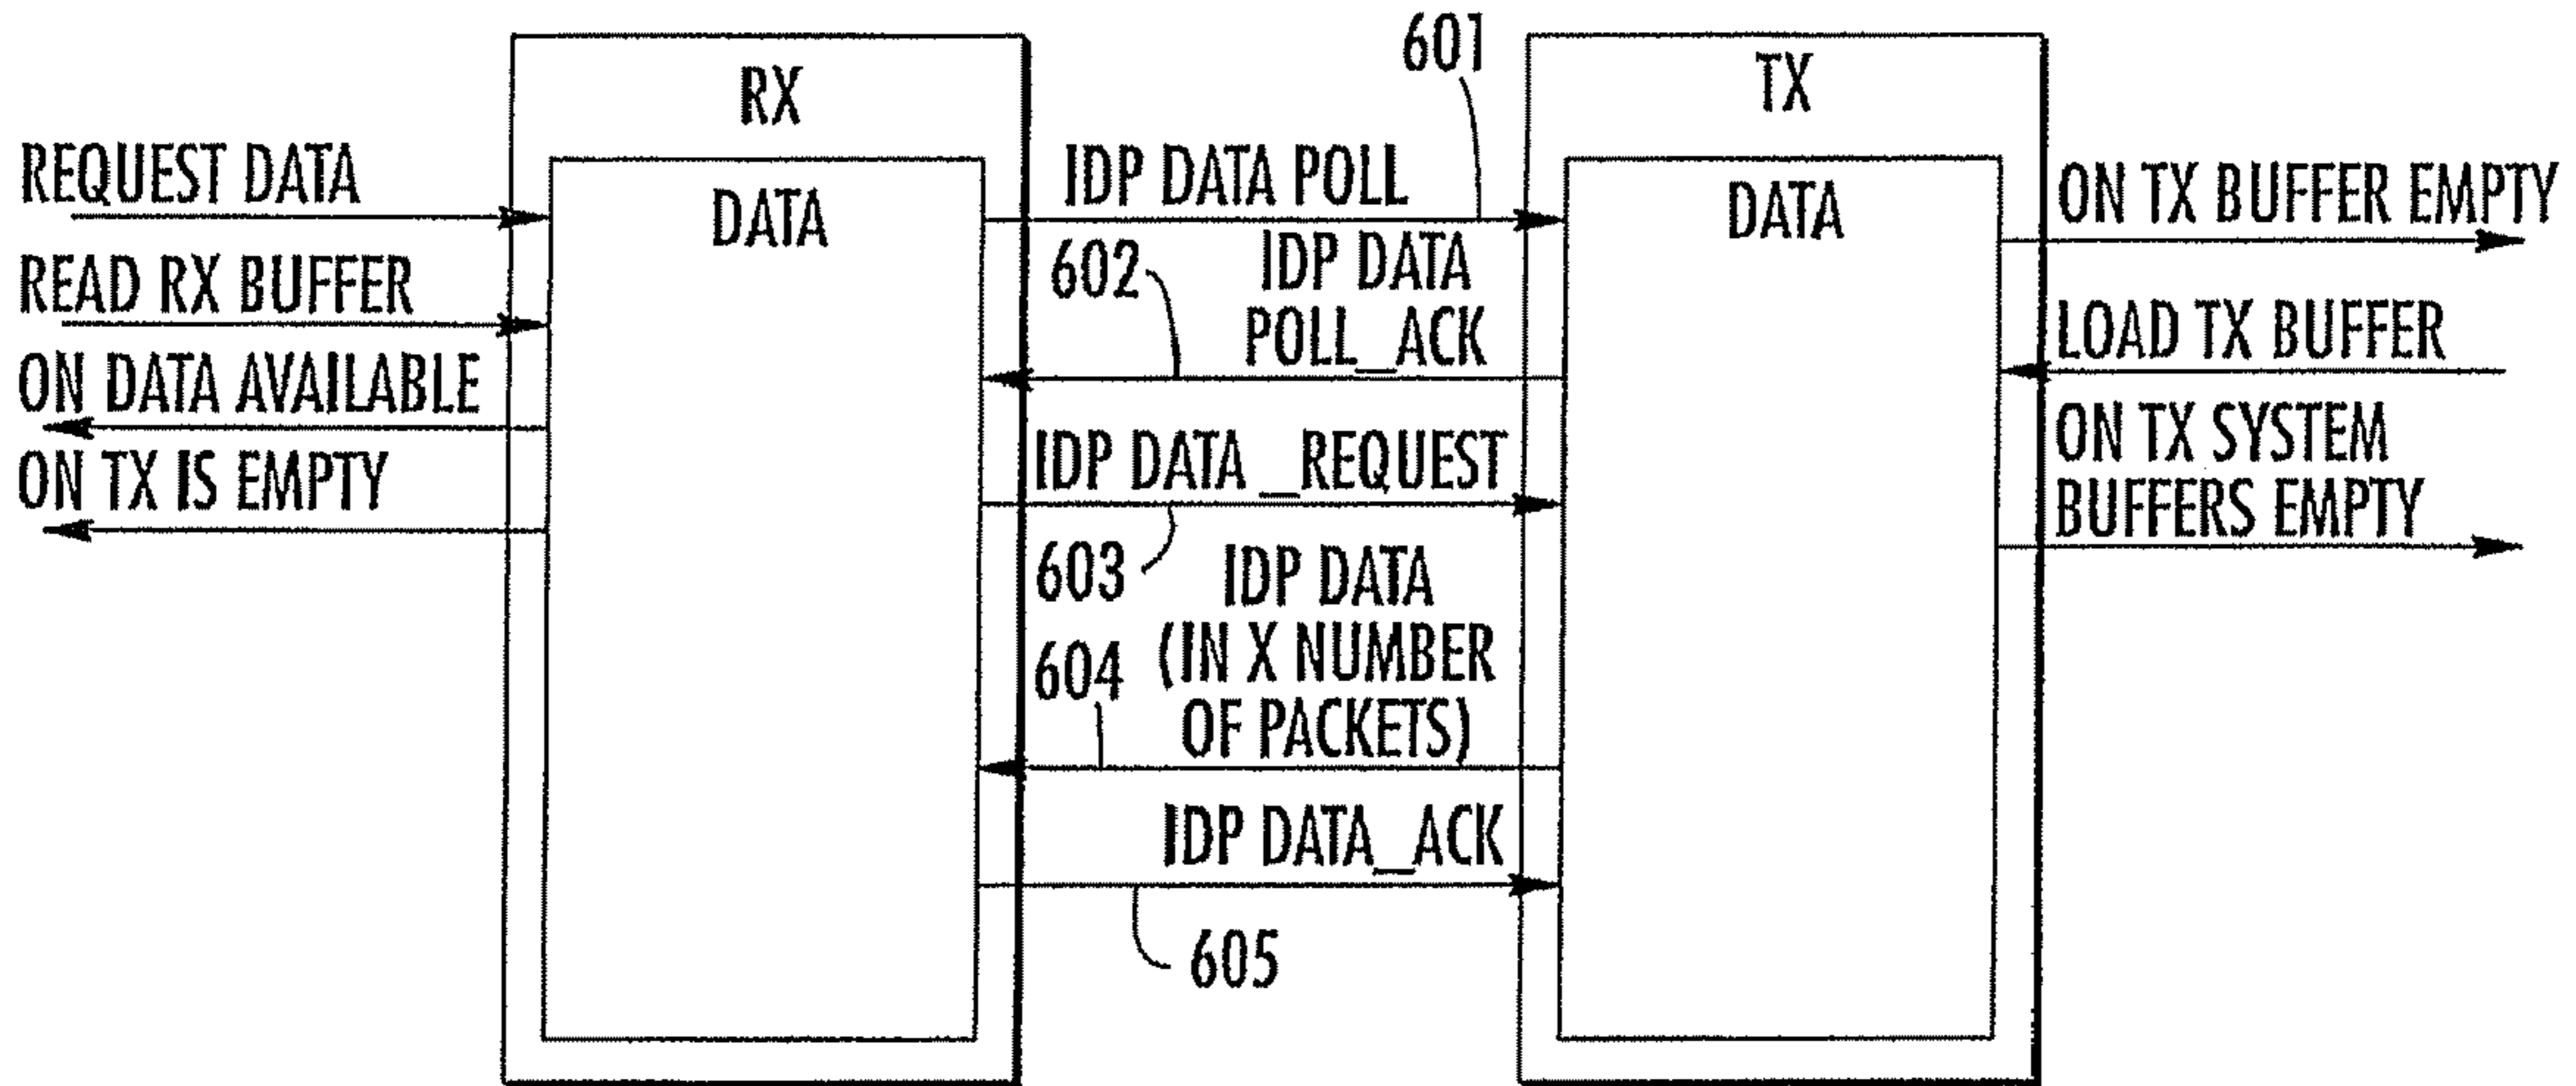 RX
DATA
REQUEST DATA
READ RX BUFFER
ON DATA AVAILABLE
ON TX IS EMPTY
601
IDP DATA POLL
602
IDP DATA
POLL_ACK
IDP DATA_REQUEST
603
IDP DATA
(IN X NUMBER
OF PACKETS)
604
IDP DATA_ACK
605
TX
DATA
ON TX BUFFER EMPTY
LOAD TX BUFFER
ON TX SYSTEM
BUFFERS EMPTY